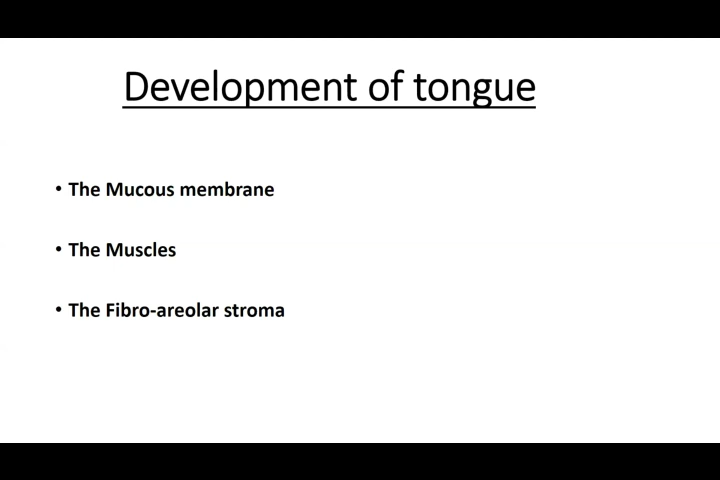 Development of tongue
• The Mucous membrane
• The Muscles
• The Fibro-areolar stroma